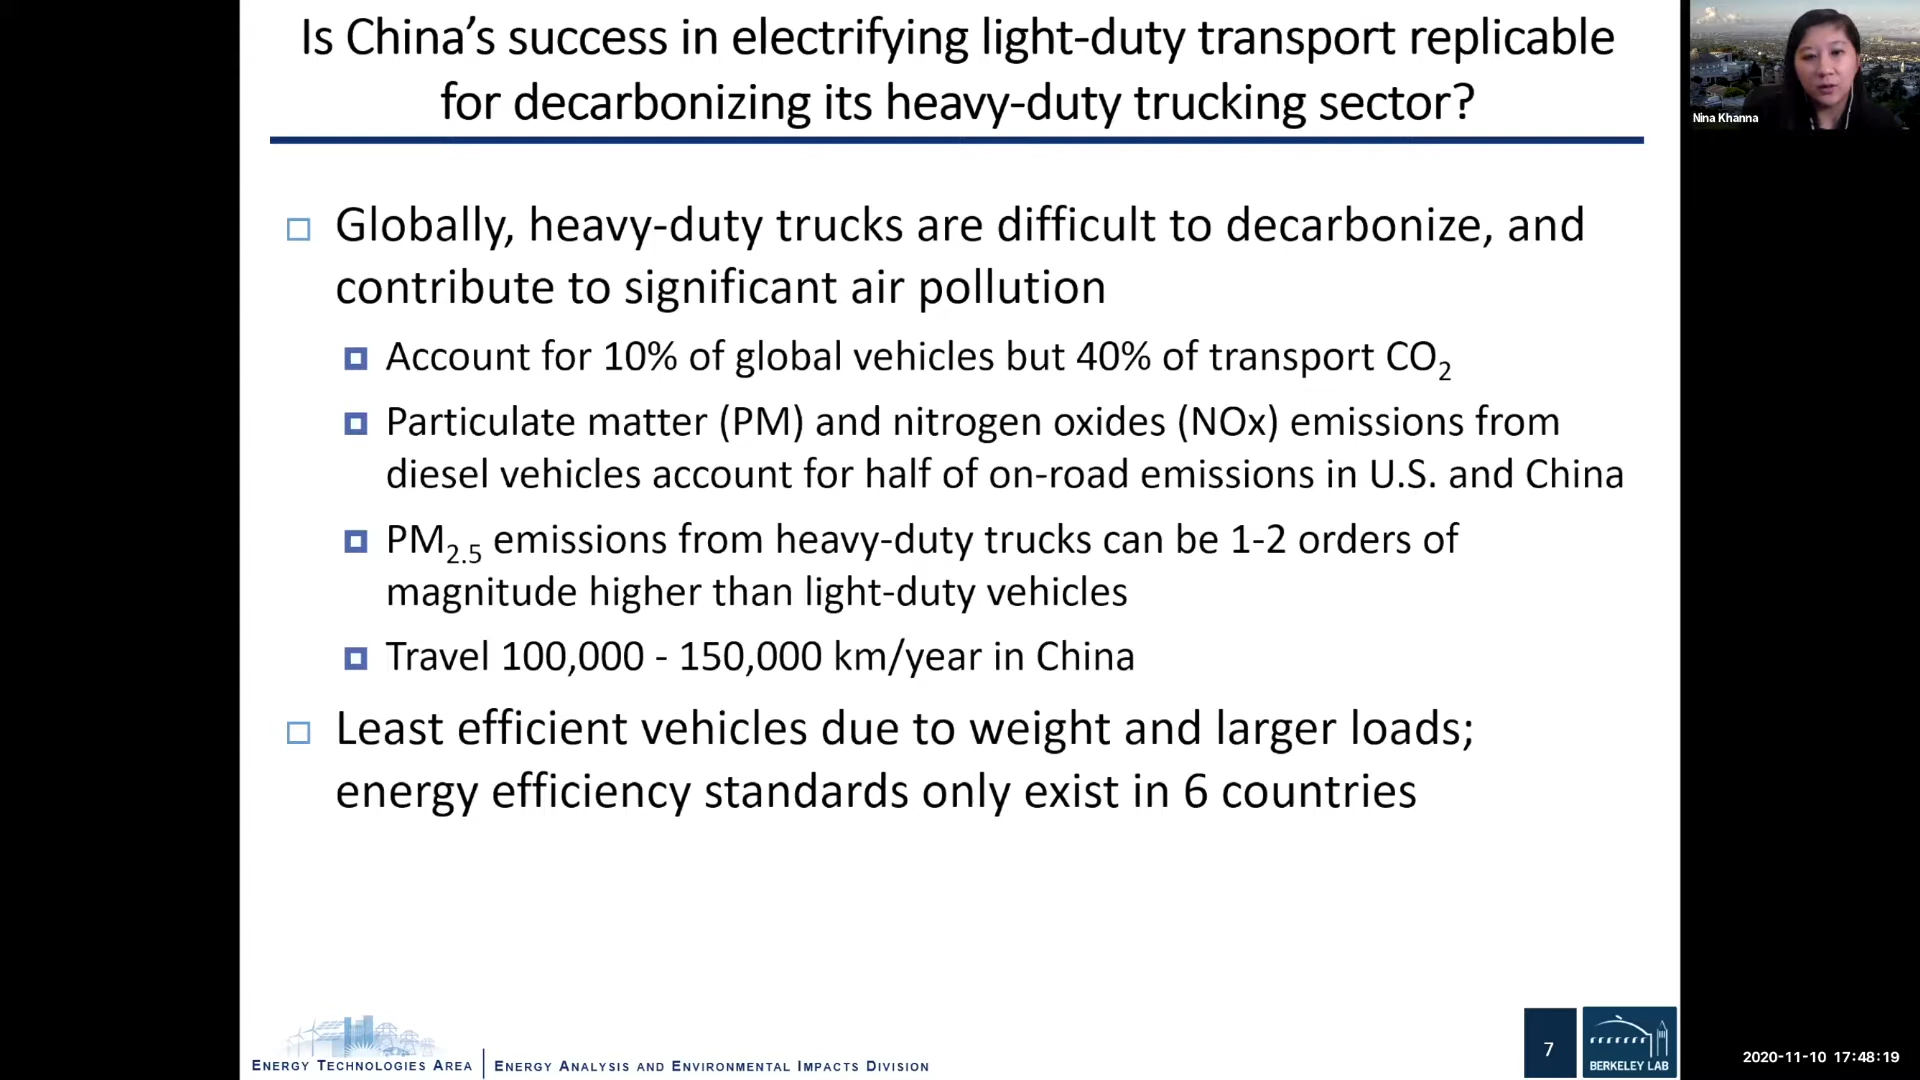 Is China's success in electrifying light-duty transport replicable
for decarbonizing its heavy-duty trucking sector?
Nina Khanna
Globally, heavy-duty trucks are difficult to decarbonize, and
contribute to significant air pollution
Account for 10% of global vehicles but 40% of transport CO2
Particulate matter (PM) and nitrogen oxides (NOx) emissions from
diesel vehicles account for half of on-road emissions in U.S. and China
PM2.5 emissions from heavy-duty trucks can be 1-2 orders of
magnitude higher than light-duty vehicles
Travel 100,000 - 150,000 km/year in China
Least efficient vehicles due to weight and larger loads;
energy efficiency standards only exist in 6 countries
ENERGY TECHNOLOGIES AREA | ENERGY ANALYSIS AND ENVIRONMENTAL IMPACTS DIVISION
7
BERKELEY LAB
2020-11-10 17:48:19